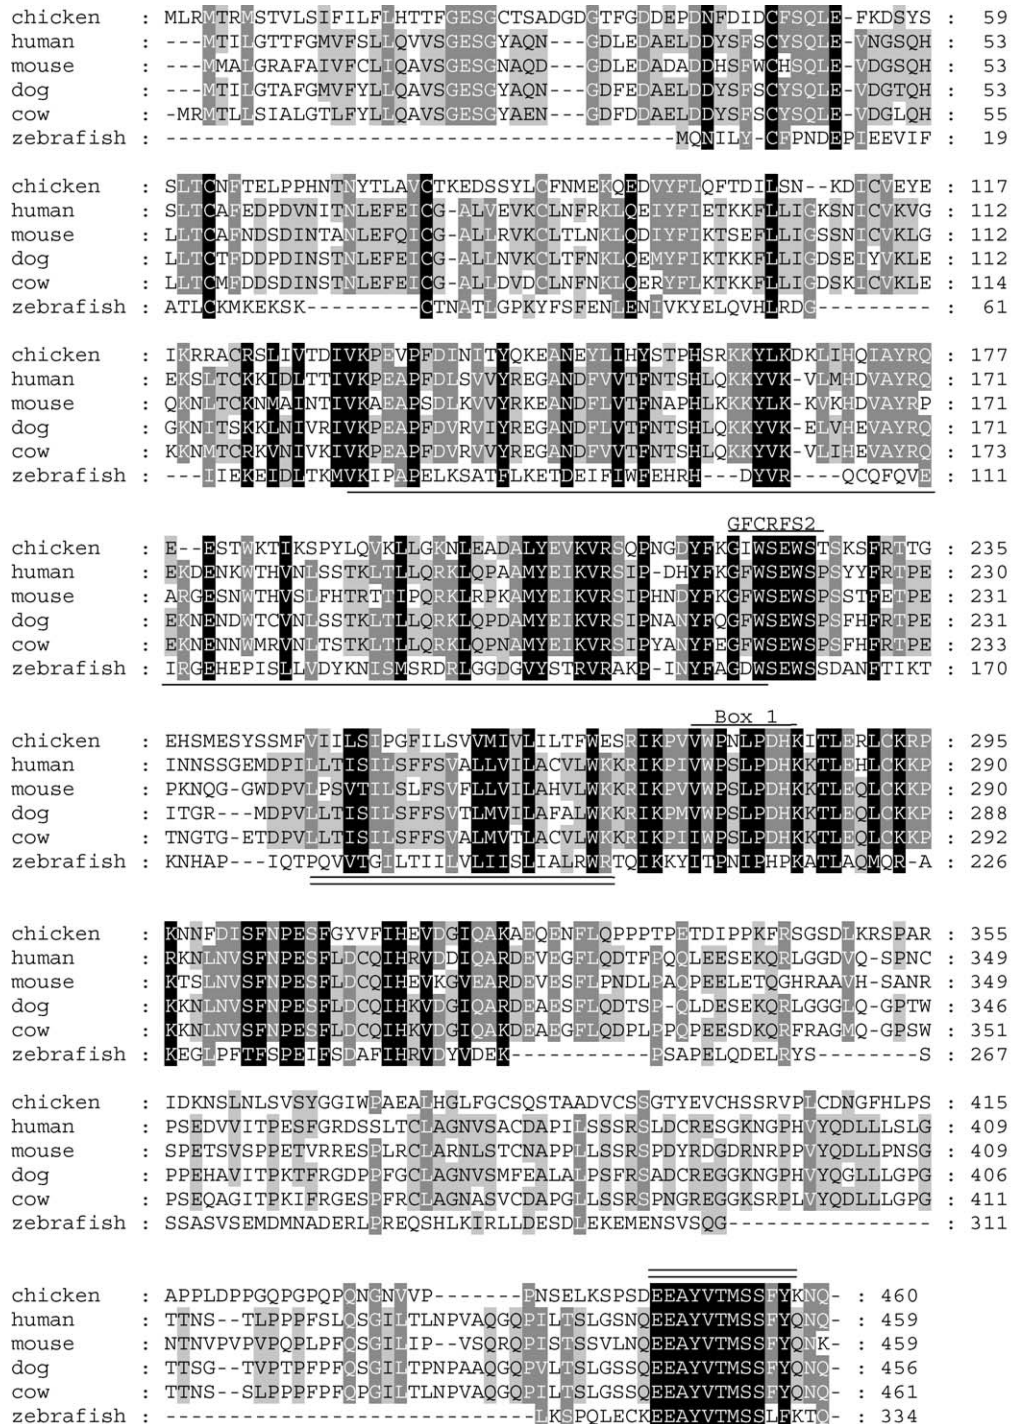 chicken : MLRMTRMSTVLSIFILFLHTTFGESGCTSADGDGTFGDDEPDNFDIDCFSQLE-FKDSYS : 59
human : ---MTILGTTFGMVFSLLQVVSGESGYAQN---GDLEDAELDDYSFSCYSQLE-VNGSQH : 53
mouse : ---MMALGRAFAIVFCLIQAVSGESGNAQD---GDLEDADADDHSFWCHSQLE-VDGSQH : 53
dog : ---MTILGTAFGMVFYLLQAVSGESGYAQN---GDFEDAELDDYSFSCYSQLE-VDGTQH : 53
cow : -MRMTLLSIALGTLFYLLQAVSGESGYAEN---GDFDDAELDDYSFSCYSQLE-VDGLQH : 55
zebrafish : ---------------------------------------MQNILY-CFPNDEPIEEVIF : 19
chicken : SLTCNFTELPPHNTNYTLAVCTKEDSSYLCFNMEKQEDVYFLQFTDILSN--KDICVEYE : 117
human : SLTCAFEDPDVNITNLEFEICG-ALVEVKCLNFRKLQEIYFIETKKFLLIGKSNICVKVG : 112
mouse : LLTCAFNDSDINTANLEFQICG-ALLRVKCLTLNKLQDIYFIKTSEFLLIGSSNICVKLG : 112
dog : LLTCTFDDPDINSTNLEFEICG-ALLNVKCLTFNKLQEMYFIKTKKFLLIGDSEIYVKLE : 112
cow : LLTCMFDDSDINSTNLEFEICG-ALLDVDCLNFNKLQERYFLKTKKFLLIGDSKICVKLE : 114
zebrafish : ATLCKMKEKSK---------CTNATLGPKYFSFENLENIVKYELQVHLRDG--------- : 61
chicken : IKRRACRSLIVTDIVKPEVPFDINITYQKEANEYLIHYSTPHSRKKYLKDKLIHQIAYRQ : 177
human : EKSLTCKKIDLTTIVKPEAPFDLSVVYREGANDFVVTFNTSHLQKKYVK-VLMHDVAYRQ : 171
mouse : QKNLTCKNMAINTIVKAEAPSDLKVVYRKEANDFLVTFNAPHLKKKYLK-KVKHDVAYRP : 171
dog : GKNITSKKLNIVRIVKPEAPFDVRVIYREGANDFLVTFNTSHLQKKYVK-ELVHEVAYRQ : 171
cow : KKNMTCRKVNIVKIVKPEAPFDVKVIYREGANDFLVTFNTSHLQKKYVK-VLIHEVAYRQ : 173
zebrafish : ---IIEKEIDLTKMVKIPAPELKSATFLKETDEIFIWFEHRH---DYVR----QCQFQVE : 111
GFCRFS2
chicken : E--ESTWKTIKSPYLQVKLLGKNLEADALYEVKVRSQPNGDYFKGIWSEWSTSKSFRTTG : 235
human : EKDENKWTHVNLSSTKLTLLQRKLQPAAMYEIKVRSIP-DHYFKGFWSEWSPSYYFRTPE : 230
mouse : ARGESNWTHVSLFHTRTTIPQRKLRPKAMYEIKVRSIPHNDYFKGFWSEWSPSSTFETPE : 231
dog : EKNENDWTCVNLSSTKLTLLQRKLQPDAMYEIKVRSIPYANYFQGFWSEWSPSFHFRTPE : 231
cow : EKNENNWMRVNLTSTKLTLLQRKLQPNAMYEIKVRSIPYANYFEGFWSEWSPSFHFRTPE : 233
zebrafish : IRGEHEPISLLVDYKNISMSRDRLGGDGVYSTRVRAKP-INYFAGDWSEWSSDANFTIKT : 170
Box 1
chicken : EHSMESYSSMFVIILSIPGFILSVVMIVLILTFWESRIKPVVWPNLPDHKITLERLCKRP : 295
human : INNSSGEMDPILLTISILSFFSVALLVILACVLWKKRIKPIVWPSLPDHKKTLEHLCKKP : 290
mouse : PKNQG-GWDPVLPSVTILSLFSVFLLVILAHVLWKKRIKPVVWPSLPDHKKTLEQLCKKP : 290
dog : ITGR---MDPVLLTISILSFFSVTLMVILAFALWKKRIKPMVWPSLPDHKKTLEQLCKKP : 288
cow : TNGTG-ETDPVLLTISILSFFSVALMVTLACVLWKKRIKPIIWPSLPDHKKTLEQLCKKP : 292
zebrafish : KNHAP---IQTPQVVTGILTIILVLIISLIALRWRTQIKKYITPNIPHPKATLAQMQR-A : 226
chicken : KNNFDISFNPESFGYVFIHEVDGIQAKAEQENFLQPPPTPETDIPPKFRSGSDLKRSPAR : 355
human : RKNLNVSFNPESFLDCQIHRVDDIQARDEVEGFLQDTFPQQLEESEKQRLGGDVQ-SPNC : 349
mouse : KTSLNVSFNPESFLDCQIHEVKGVEARDEVESFLPNDLPAQPEELETQGHRAAVH-SANR : 349
dog : KKNLNVSFNPESFLDCQIHKVDGIQARDEAESFLQDTSP-QLDESEKQRLGGGLQ-GPTW : 346
cow : KKNLNVSFNPESFLDCQIHKVDGIQAKDEAEGFLQDPLPPQPEESDKQRFRAGMQ-GPSW : 351
zebrafish : KEGLPFTFSPEIFSDAFIHRVDYVDEK-----------PSAPELQDELRYS--------S : 267
chicken : IDKNSLNLSVSYGGIWPAEALHGLFGCSQSTAADVCSSGTYEVCHSSRVPLCDNGFHLPS : 415
human : PSEDVVITPESFGRDSSLTCLAGNVSACDAPILSSSRSLDCRESGKNGPHVYQDLLLSLG : 409
mouse : SPETSVSPPETVRRESPLRCLARNLSTCNAPPLLSSRSPDYRDGDRNRPPVYQDLLPNSG : 409
dog : PPEHAVITPKTFRGDPPFGCLAGNVSMFEALALPSFRSADCREGGKNGPHVYQGLLLGPG : 406
cow : PSEQAGITPKIFRGESPFRCLAGNASVCDAPGLLSSRSPNGREGGKSRPLVYQDLLLGPG : 411
zebrafish : SSASVSEMDMNADERLPREQSHLKIRLLDESDLEKEMENSVSQG---------------- : 311
chicken : APPLDPPGQPGPQPQNGNVVP--------PNSELKSPSDEEAYVTMSSFYKNQ- : 460
human : TTNS--TLPPPFSLQSGILTLNPVAQGQPILTSLGSNQEEAYVTMSSFYQNQ- : 459
mouse : NTNVPVPVPQPLPFQSGILIP--VSQRQPISTSSVLNQEEAYVTMSSFYQNK- : 459
dog : TTSG--TVPTPFPFQSGILTPNPAAQGQPVLTSLGSSQEEAYVTMSSFYQNQ- : 456
cow : TTNS--SLPPPFPFQPGILTLNPVAQGQPILTSLGSSQEEAYVTMSSFYQNQ- : 461
zebrafish : -----------------------------LKSPQLECKEEAYVTMSSLFKTQ- : 334